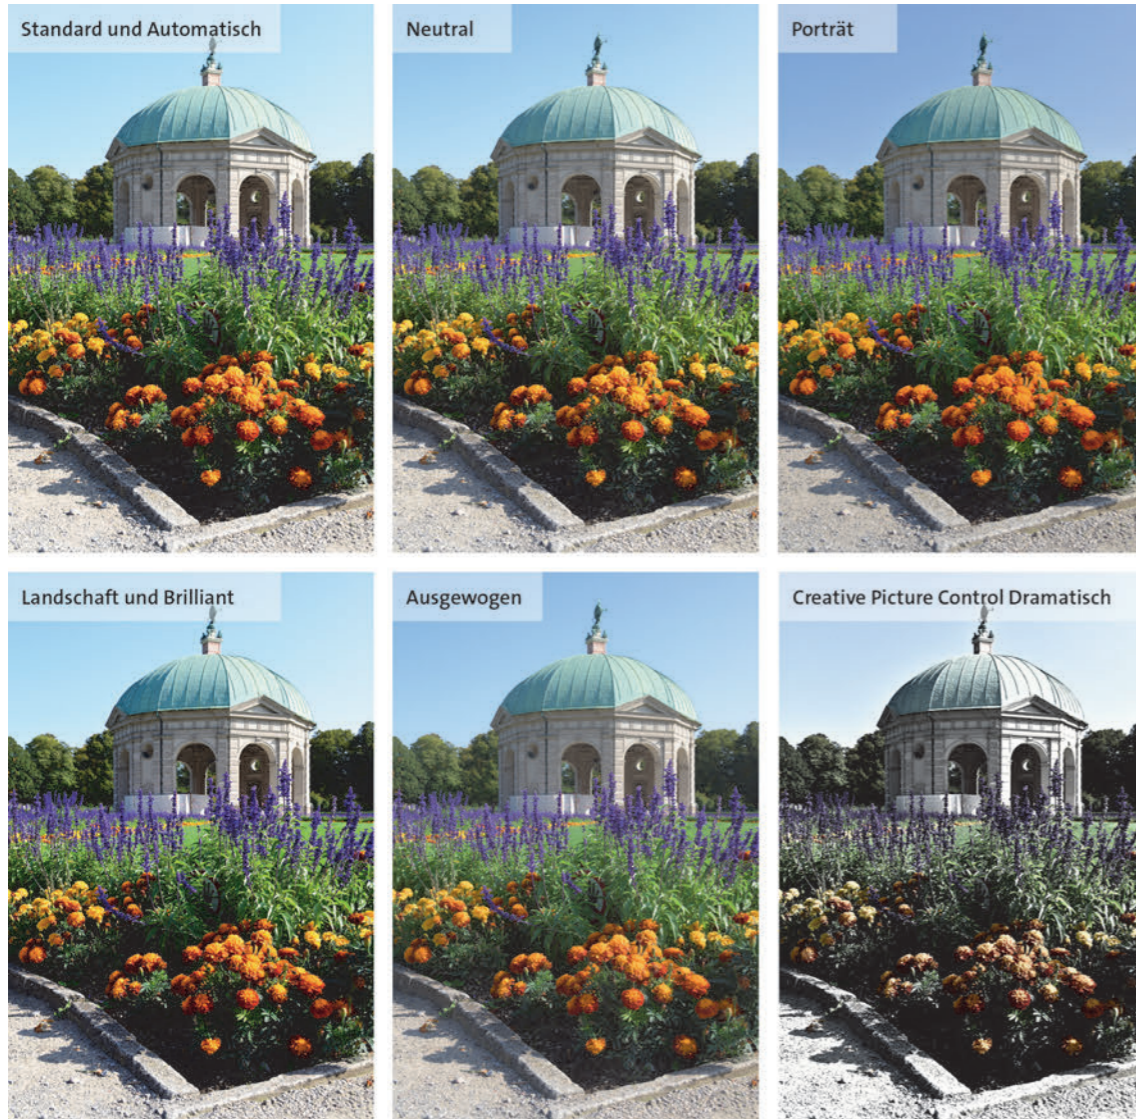 Standard und Automatisch
Neutral
Porträt
Landschaft und Brilliant
Ausgewogen
Creative Picture Control Dramatisch